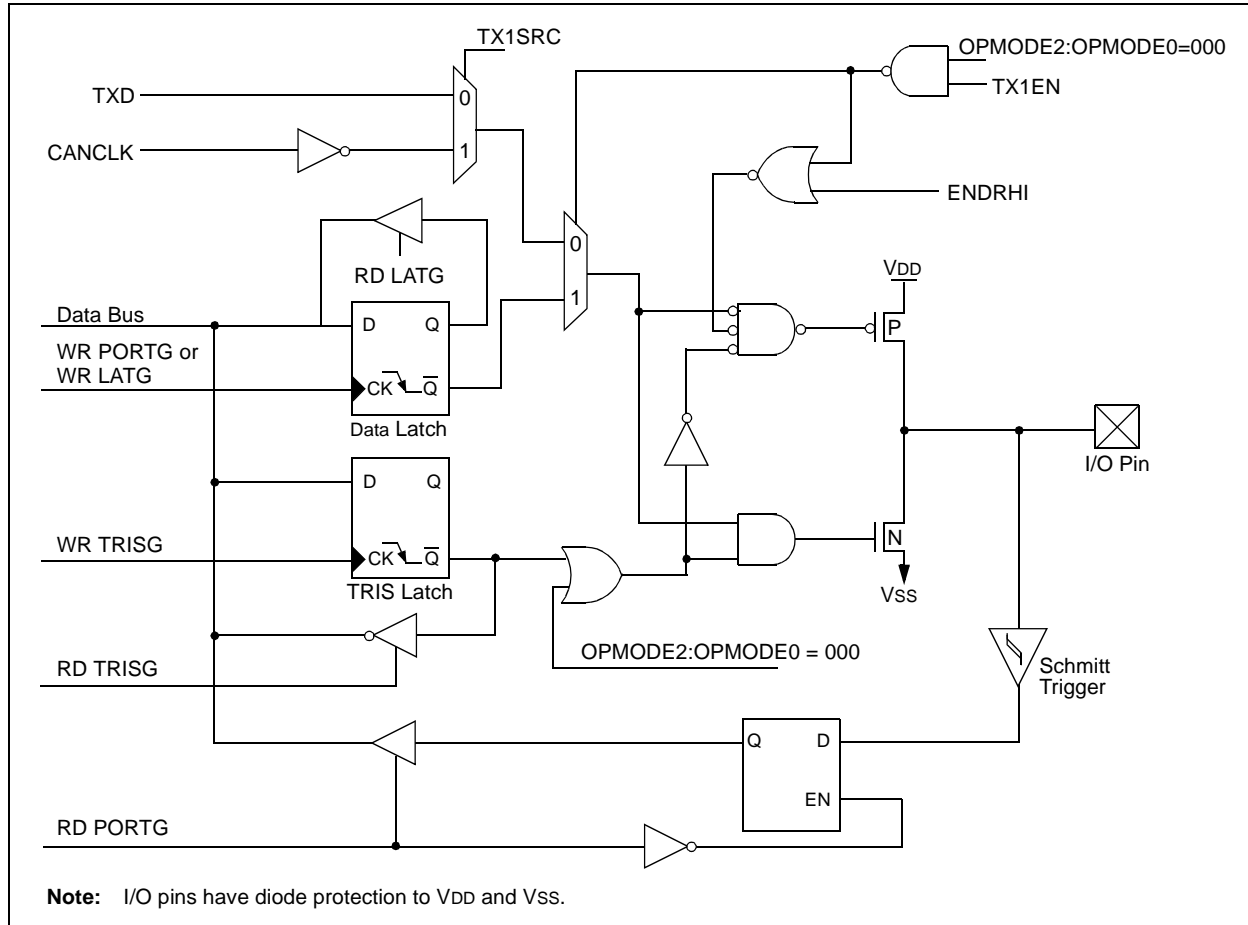 TX1SRC
OPMODE2:OPMODE0=000
TXD
0
TX1EN
CANCLK
1
ENDRHI
0
RD LATG
VDD
1
Data Bus
D
Q
P
WR PORTG or
WR LATG
CK
Q̅
Data Latch
I/O Pin
D
Q
WR TRISG
CK
Q̅
N
TRIS Latch
VSS
OPMODE2:OPMODE0 = 000
RD TRISG
Schmitt
Trigger
Q
D
EN
RD PORTG
Note: I/O pins have diode protection to VDD and VSS.